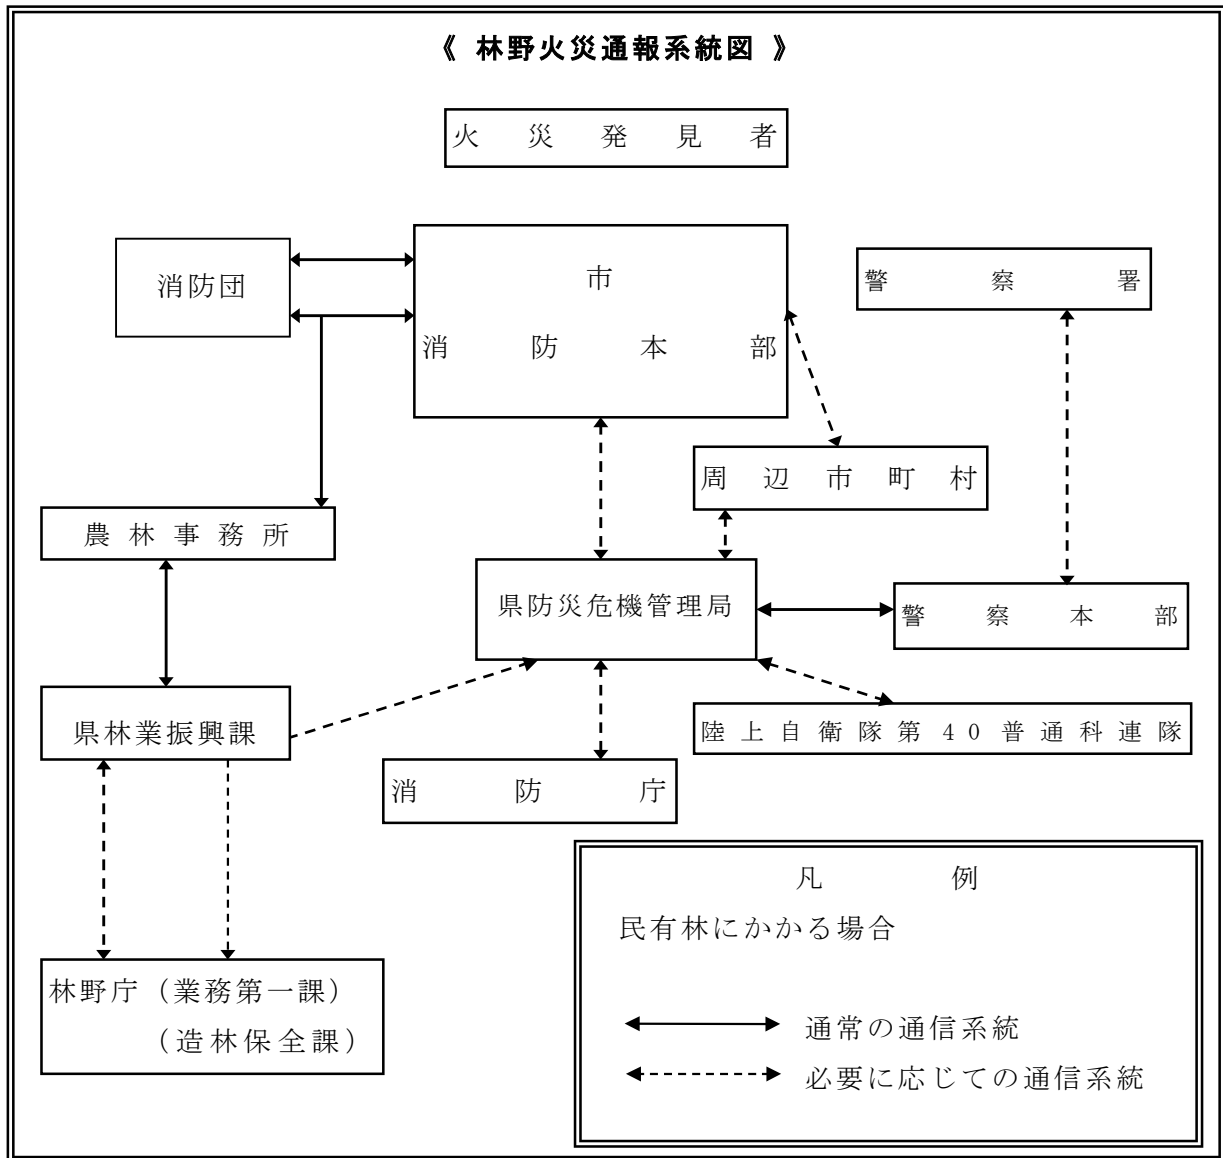 《 林野火災通報系統図 》
火災発見者
消防団
市
消防本部
警察署
周辺市町村
農林事務所
県防災危機管理局
警察本部
県林業振興課
陸上自衛隊第40普通科連隊
消防庁
林野庁（業務第一課）
（造林保全課）
凡例
民有林にかかる場合
通常の通信系統
必要に応じての通信系統